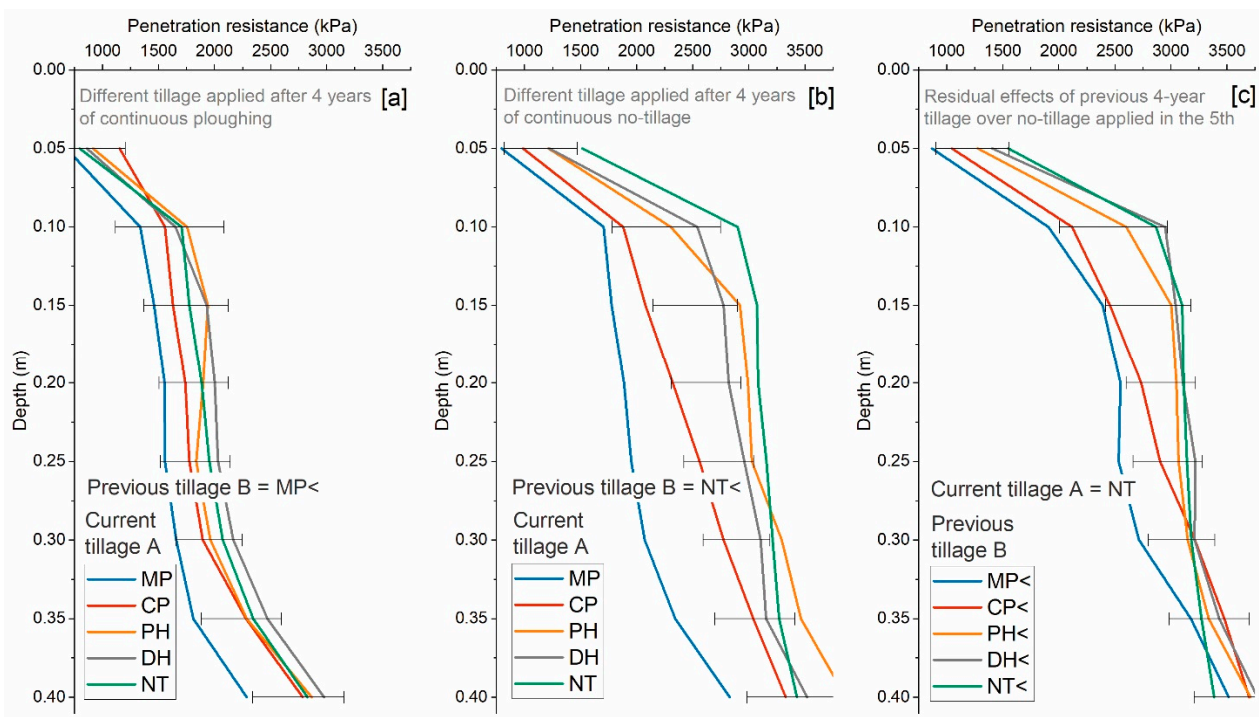 Penetration resistance (kPa)
1000 1500 2000 2500 3000 3500
0.00
0.05
0.10
0.15
0.20
0.25
0.30
0.35
0.40
Depth (m)
Different tillage applied after 4 years
of continuous ploughing
[a]
Previous tillage B = MP<
Current
tillage A
MP
CP
PH
DH
NT
Penetration resistance (kPa)
1000 1500 2000 2500 3000 3500
0.00
0.05
0.10
0.15
0.20
0.25
0.30
0.35
0.40
Depth (m)
Different tillage applied after 4 years
of continuous no-tillage
[b]
Previous tillage B = NT<
Current
tillage A
MP
CP
PH
DH
NT
Penetration resistance (kPa)
1000 1500 2000 2500 3000 3500
0.00
0.05
0.10
0.15
0.20
0.25
0.30
0.35
0.40
Depth (m)
Residual effects of previous 4-year
tillage over no-tillage applied in the 5th
[c]
Current tillage A = NT
Previous
tillage B
MP<
CP<
PH<
DH<
NT<